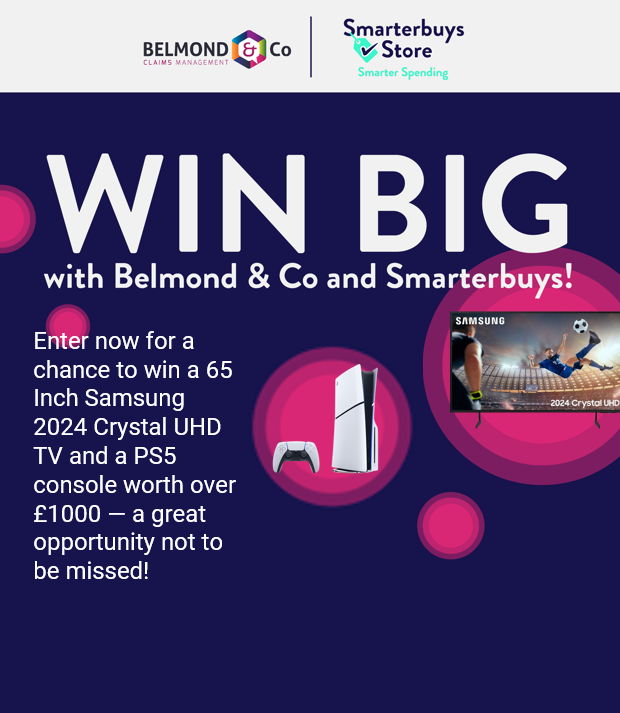 BELMOND & Co
CLAIMS MANAGEMENT
Smarterbuys
Store
Smarter Spending
WIN BIG
with Belmond & Co and Smarterbuys!
Enter now for a
chance to win a 65
Inch Samsung
2024 Crystal UHD
TV and a PS5
console worth over
£1000 — a great
opportunity not to
be missed!
SAMSUNG
2024 Crystal UHD